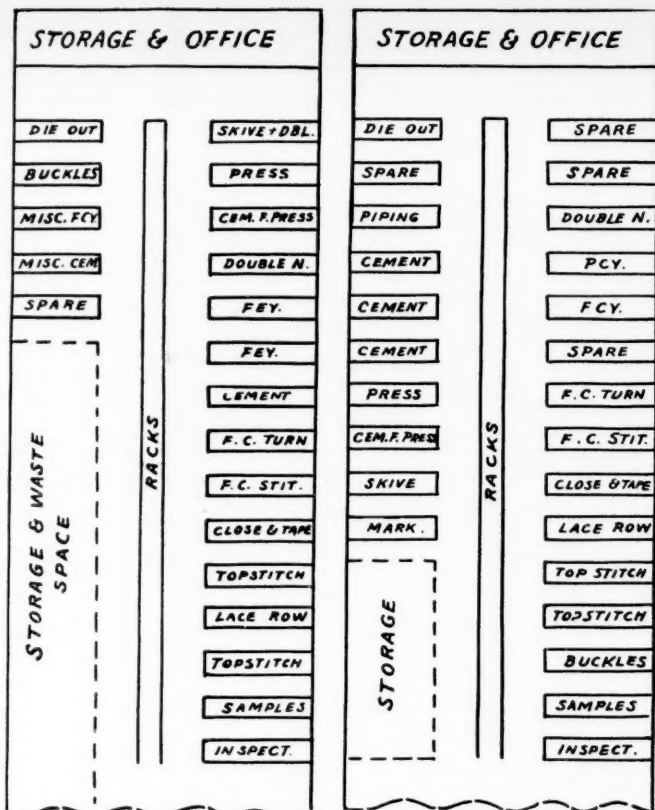 STORAGE & OFFICE
DIE OUT
BUCKLES
MISC. FCY
MISC. CEM
SPARE
STORAGE & WASTE
SPACE
RACKS
SKIVE + DBL.
PRESS
CEM. F. PRESS
DOUBLE N.
FEY.
FEY.
CEMENT
F.C. TURN
F.C. STIT.
CLOSE & TAPE
TOPSTITCH
LACE ROW
TOPSTITCH
SAMPLES
INSPECT.
STORAGE & OFFICE
DIE OUT
SPARE
PIPING
CEMENT
CEMENT
CEMENT
PRESS
CEM. F. PRESS
SKIVE
MARK.
STORAGE
RACKS
SPARE
SPARE
DOUBLE N.
PCY.
FCY.
SPARE
F.C. TURN
F.C. STIT.
CLOSE & TAPE
LACE ROW
TOP STITCH
TOPSTITCH
BUCKLES
SAMPLES
INSPECT.